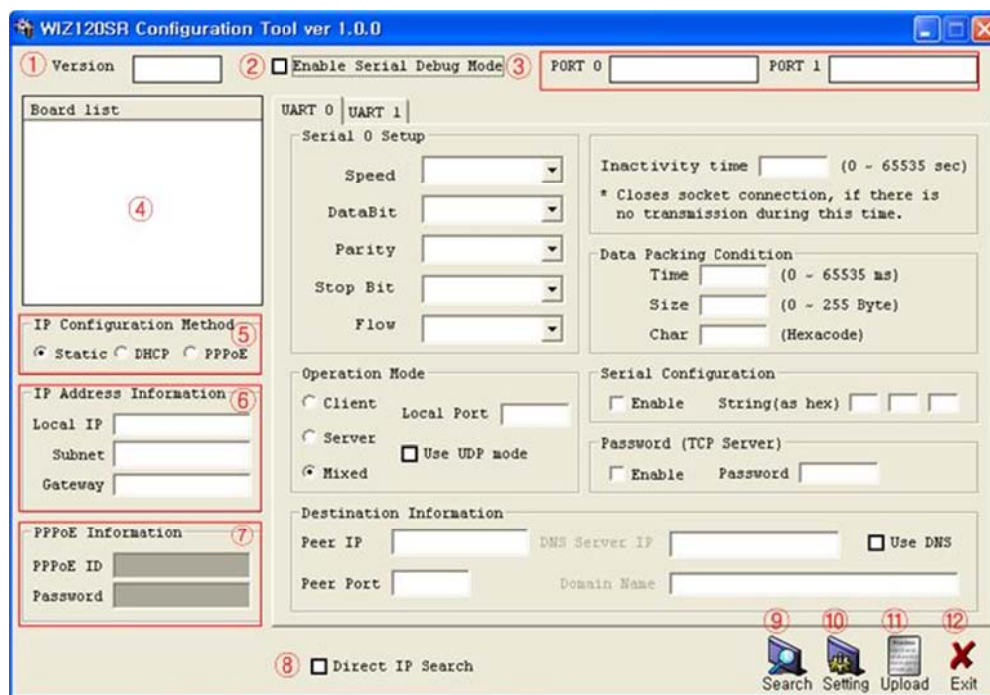 WIZ120SR Configuration Tool ver 1.0.0
① Version ② Enable Serial Debug Mode ③ PORT 0 PORT 1
Board list
④
IP Configuration Method ⑤
Static DHCP PPPoE
IP Address Information ⑥
Local IP
Subnet
Gateway
PPPoE Information ⑦
PPPoE ID
Password
UART 0 UART 1
Serial 0 Setup
Speed
DataBit
Parity
Stop Bit
Flow
Inactivity time (0 ~ 65535 sec)
* Closes socket connection, if there is
no transmission during this time.
Data Packing Condition
Time (0 ~ 65535 ms)
Size (0 ~ 255 Byte)
Char (Hexacode)
Operation Mode
Client
Server
Mixed
Local Port
Use UDP mode
Serial Configuration
Enable String(as hex)
Password (TCP Server)
Enable Password
Destination Information
Peer IP DNS Server IP Use DNS
Peer Port Domain Name
⑧ Direct IP Search
⑨ ⑩ ⑪ ⑫
Search Setting Upload Exit